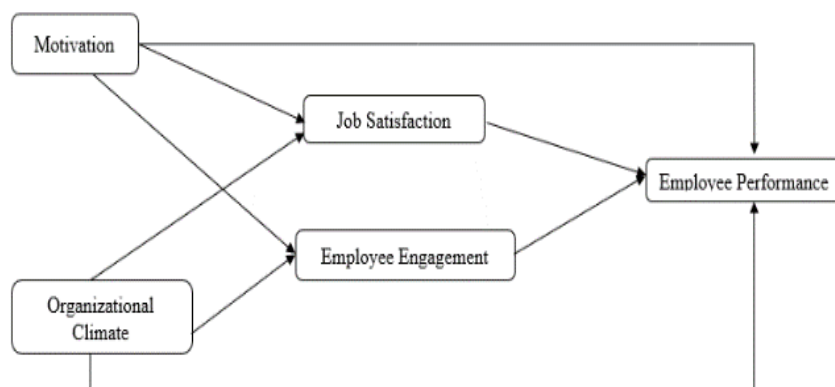 Motivation
Job Satisfaction
Employee Performance
Employee Engagement
Organizational
Climate